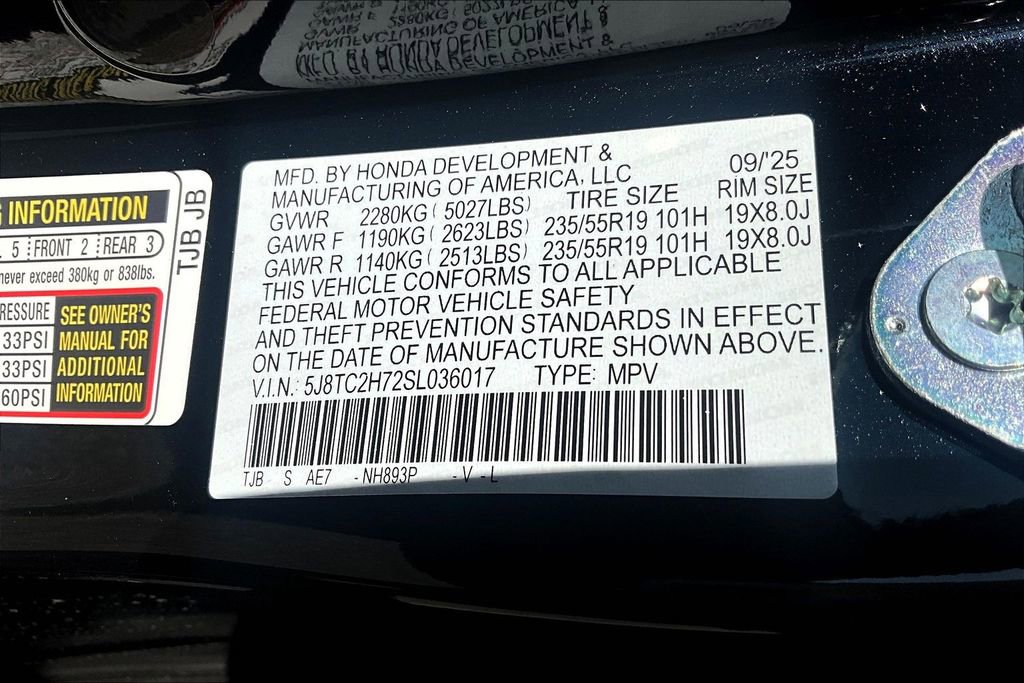 G INFORMATION
5 FRONT 2 REAR 3
never exceed 380kg or 838lbs.
PRESSURE
33PSI
33PSI
60PSI
SEE OWNER'S
MANUAL FOR
ADDITIONAL
INFORMATION
TJB JB
MFD. BY HONDA DEVELOPMENT & 09/'25
MANUFACTURING OF AMERICA, LLC
GVWR 2280KG ( 5027LBS) TIRE SIZE RIM SIZE
GAWR F 1190KG ( 2623LBS) 235/55R19 101H 19X8.0J
GAWR R 1140KG ( 2513LBS) 235/55R19 101H 19X8.0J
THIS VEHICLE CONFORMS TO ALL APPLICABLE
FEDERAL MOTOR VEHICLE SAFETY
AND THEFT PREVENTION STANDARDS IN EFFECT
ON THE DATE OF MANUFACTURE SHOWN ABOVE.
V.I.N.: 5J8TC2H72SL036017 TYPE: MPV
TJB S AE7 -NH893P -V-L